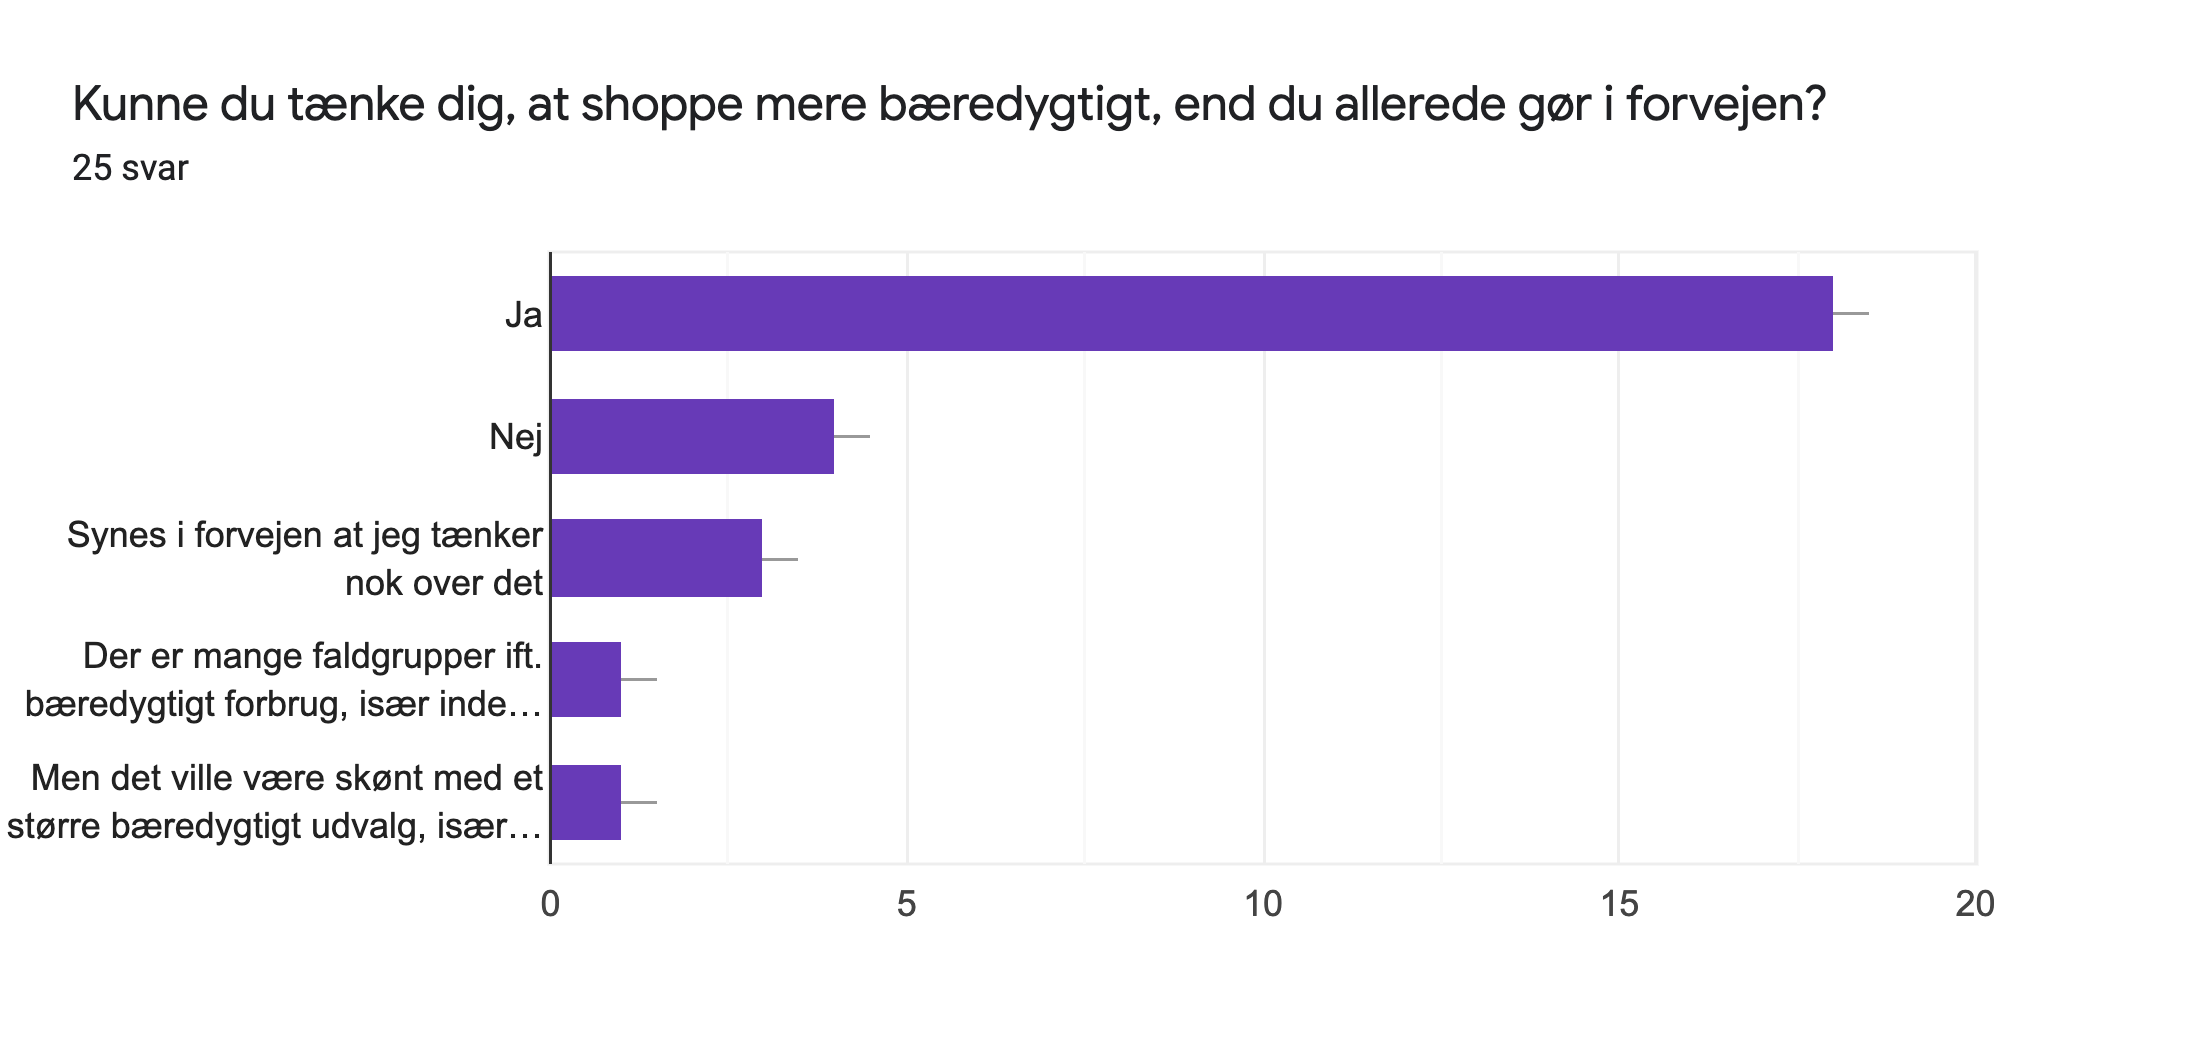 Kunne du tænke dig, at shoppe mere bæredygtigt, end du allerede gør i forvejen?
25 svar
Ja
Nej
Synes i forvejen at jeg tænker
nok over det
Der er mange faldgrupper ift.
bæredygtigt forbrug, især inde…
Men det ville være skønt med et
større bæredygtigt udvalg, især…
0 5 10 15 20